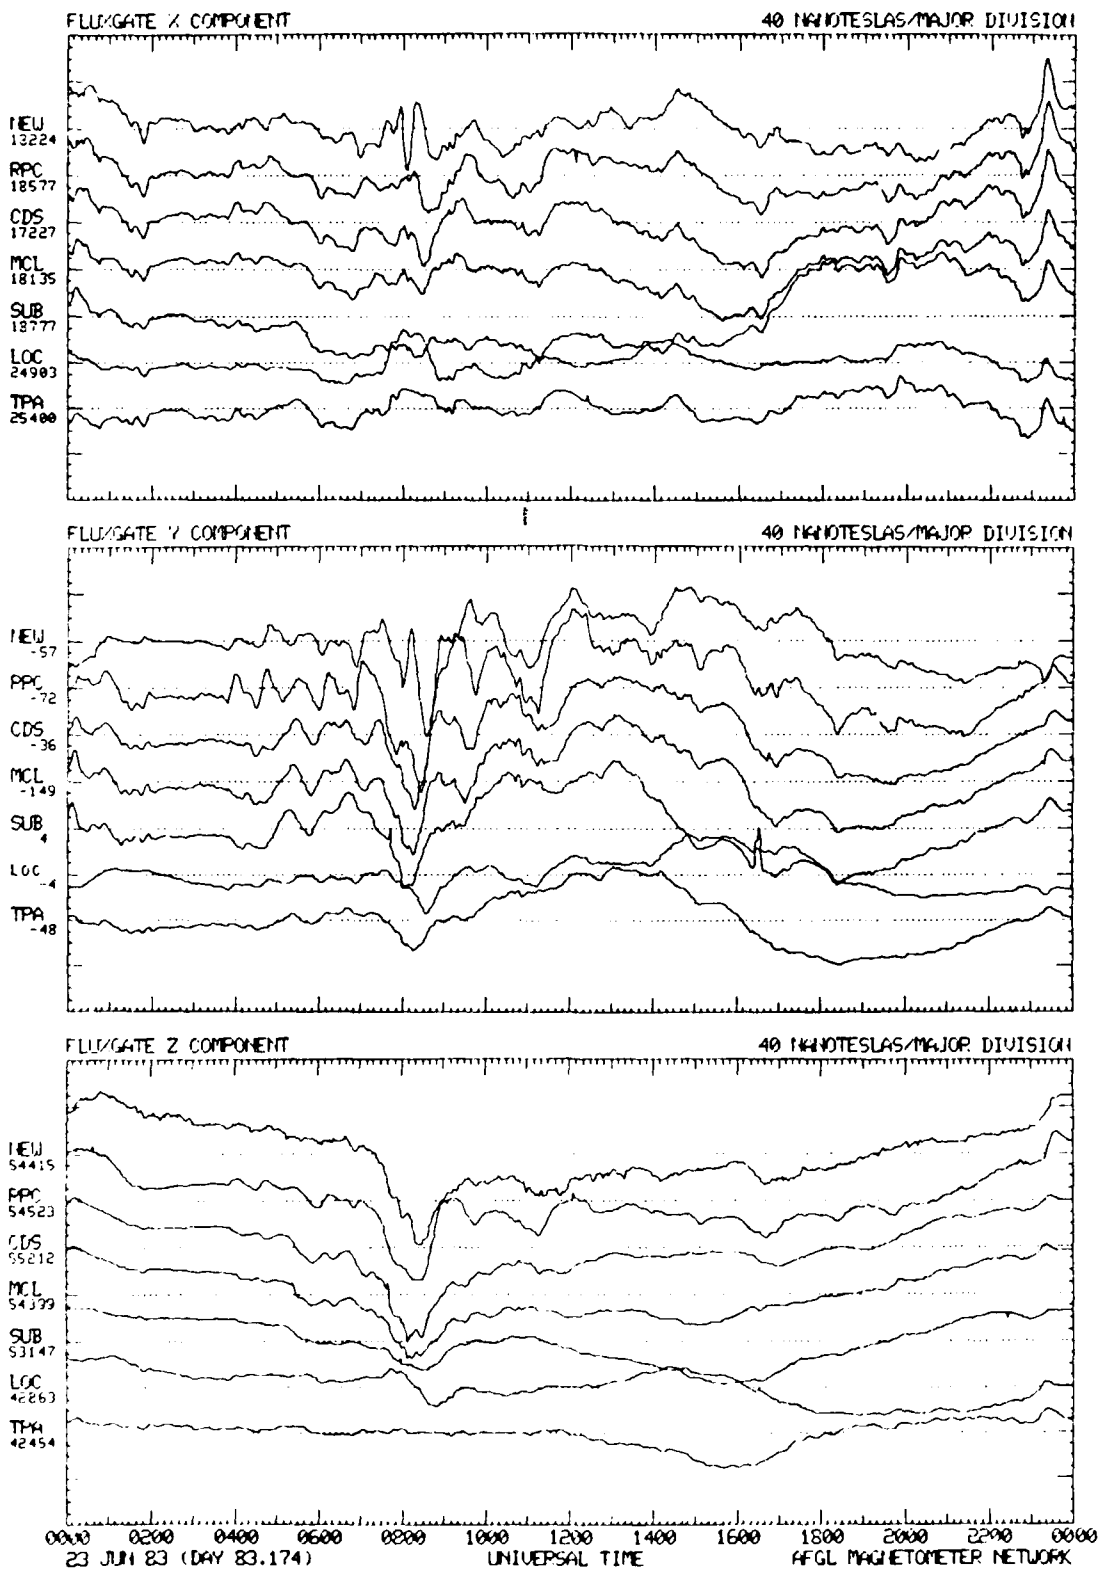 FLUXGATE X COMPONENT 40 NANOTESLAS/MAJOR DIVISION
NEW
13224
RPC
18577
CDS
17227
MCL
18135
SUB
18777
LOC
24903
TPA
25400
FLUXGATE Y COMPONENT 40 NANOTESLAS/MAJOR DIVISION
NEW
-57
RPC
-72
CDS
-36
MCL
-149
SUB
4
LOC
-4
TPA
-48
FLUXGATE Z COMPONENT 40 NANOTESLAS/MAJOR DIVISION
NEW
54415
RPC
54523
CDS
55212
MCL
54399
SUB
53147
LOC
42263
TPA
42454
0000 0200 0400 0600 0800 1000 1200 1400 1600 1800 2000 2200 0000
23 JUN 83 (DAY 83.174) UNIVERSAL TIME AFGL MAGNETOMETER NETWORK